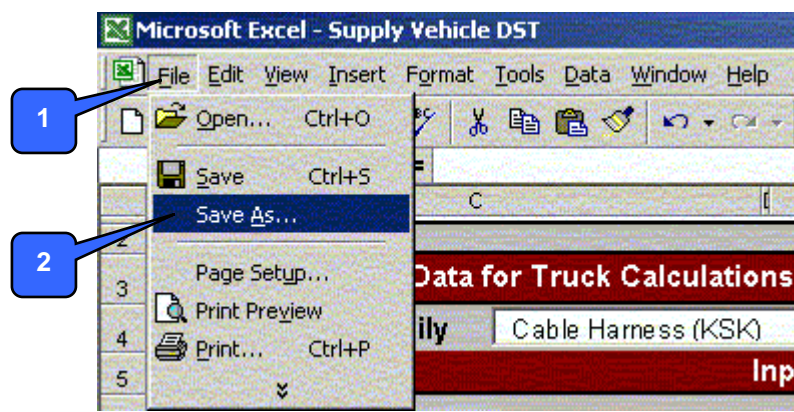 Microsoft Excel - Supply Vehicle DST
File Edit View Insert Format Tools Data Window Help
1
Open... Ctrl+O
=
Save Ctrl+S
C
Save As...
2
2
Page Setup...
3
Data for Truck Calculations
Print Preview
4
ily Cable Harness (KSK)
Print... Ctrl+P
5
Inp